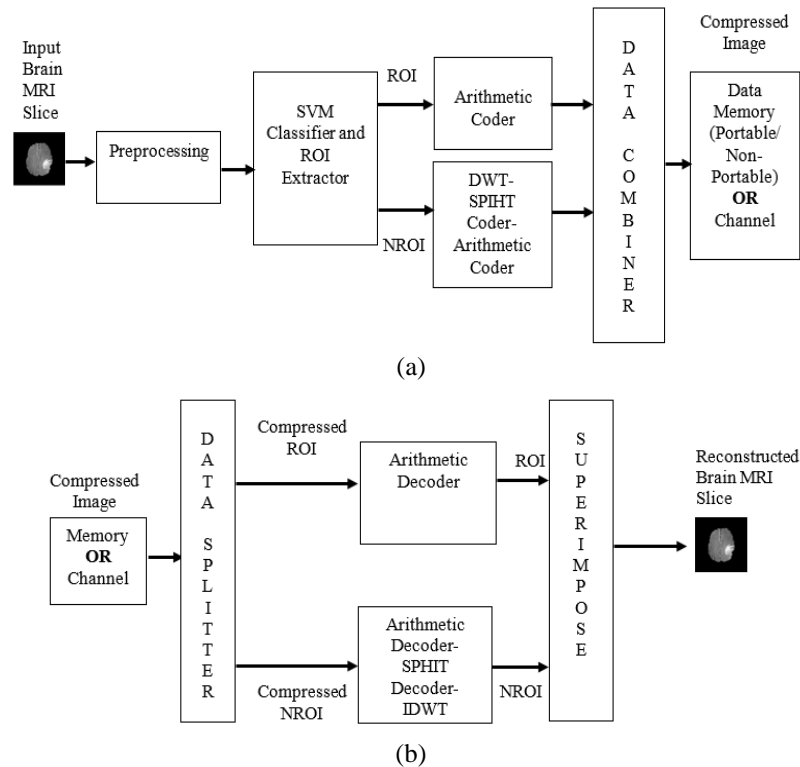 Input
Brain
MRI
Slice
Preprocessing
SVM
Classifier and
ROI
Extractor
ROI
NROI
Arithmetic
Coder
DWT-
SPIHT
Coder-
Arithmetic
Coder
D
A
T
A
C
O
M
B
I
N
E
R
Compressed
Image
Data
Memory
(Portable/
Non-
Portable)
OR
Channel
(a)
Compressed
Image
Memory
OR
Channel
D
A
T
A
S
P
L
I
T
T
E
R
Compressed
ROI
Compressed
NROI
Arithmetic
Decoder
Arithmetic
Decoder-
SPHIT
Decoder-
IDWT
ROI
NROI
S
U
P
E
R
I
M
P
O
S
E
Reconstructed
Brain MRI
Slice
(b)